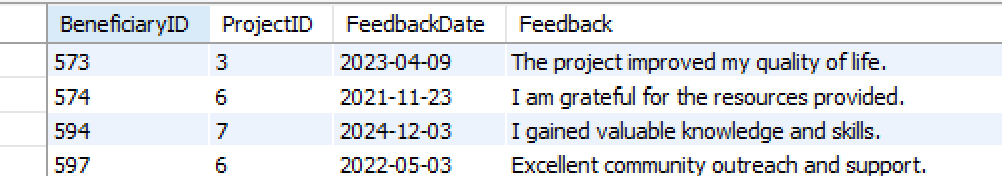 BeneficiaryID ProjectID FeedbackDate Feedback
573 3 2023-04-09 The project improved my quality of life.
574 6 2021-11-23 I am grateful for the resources provided.
594 7 2024-12-03 I gained valuable knowledge and skills.
597 6 2022-05-03 Excellent community outreach and support.